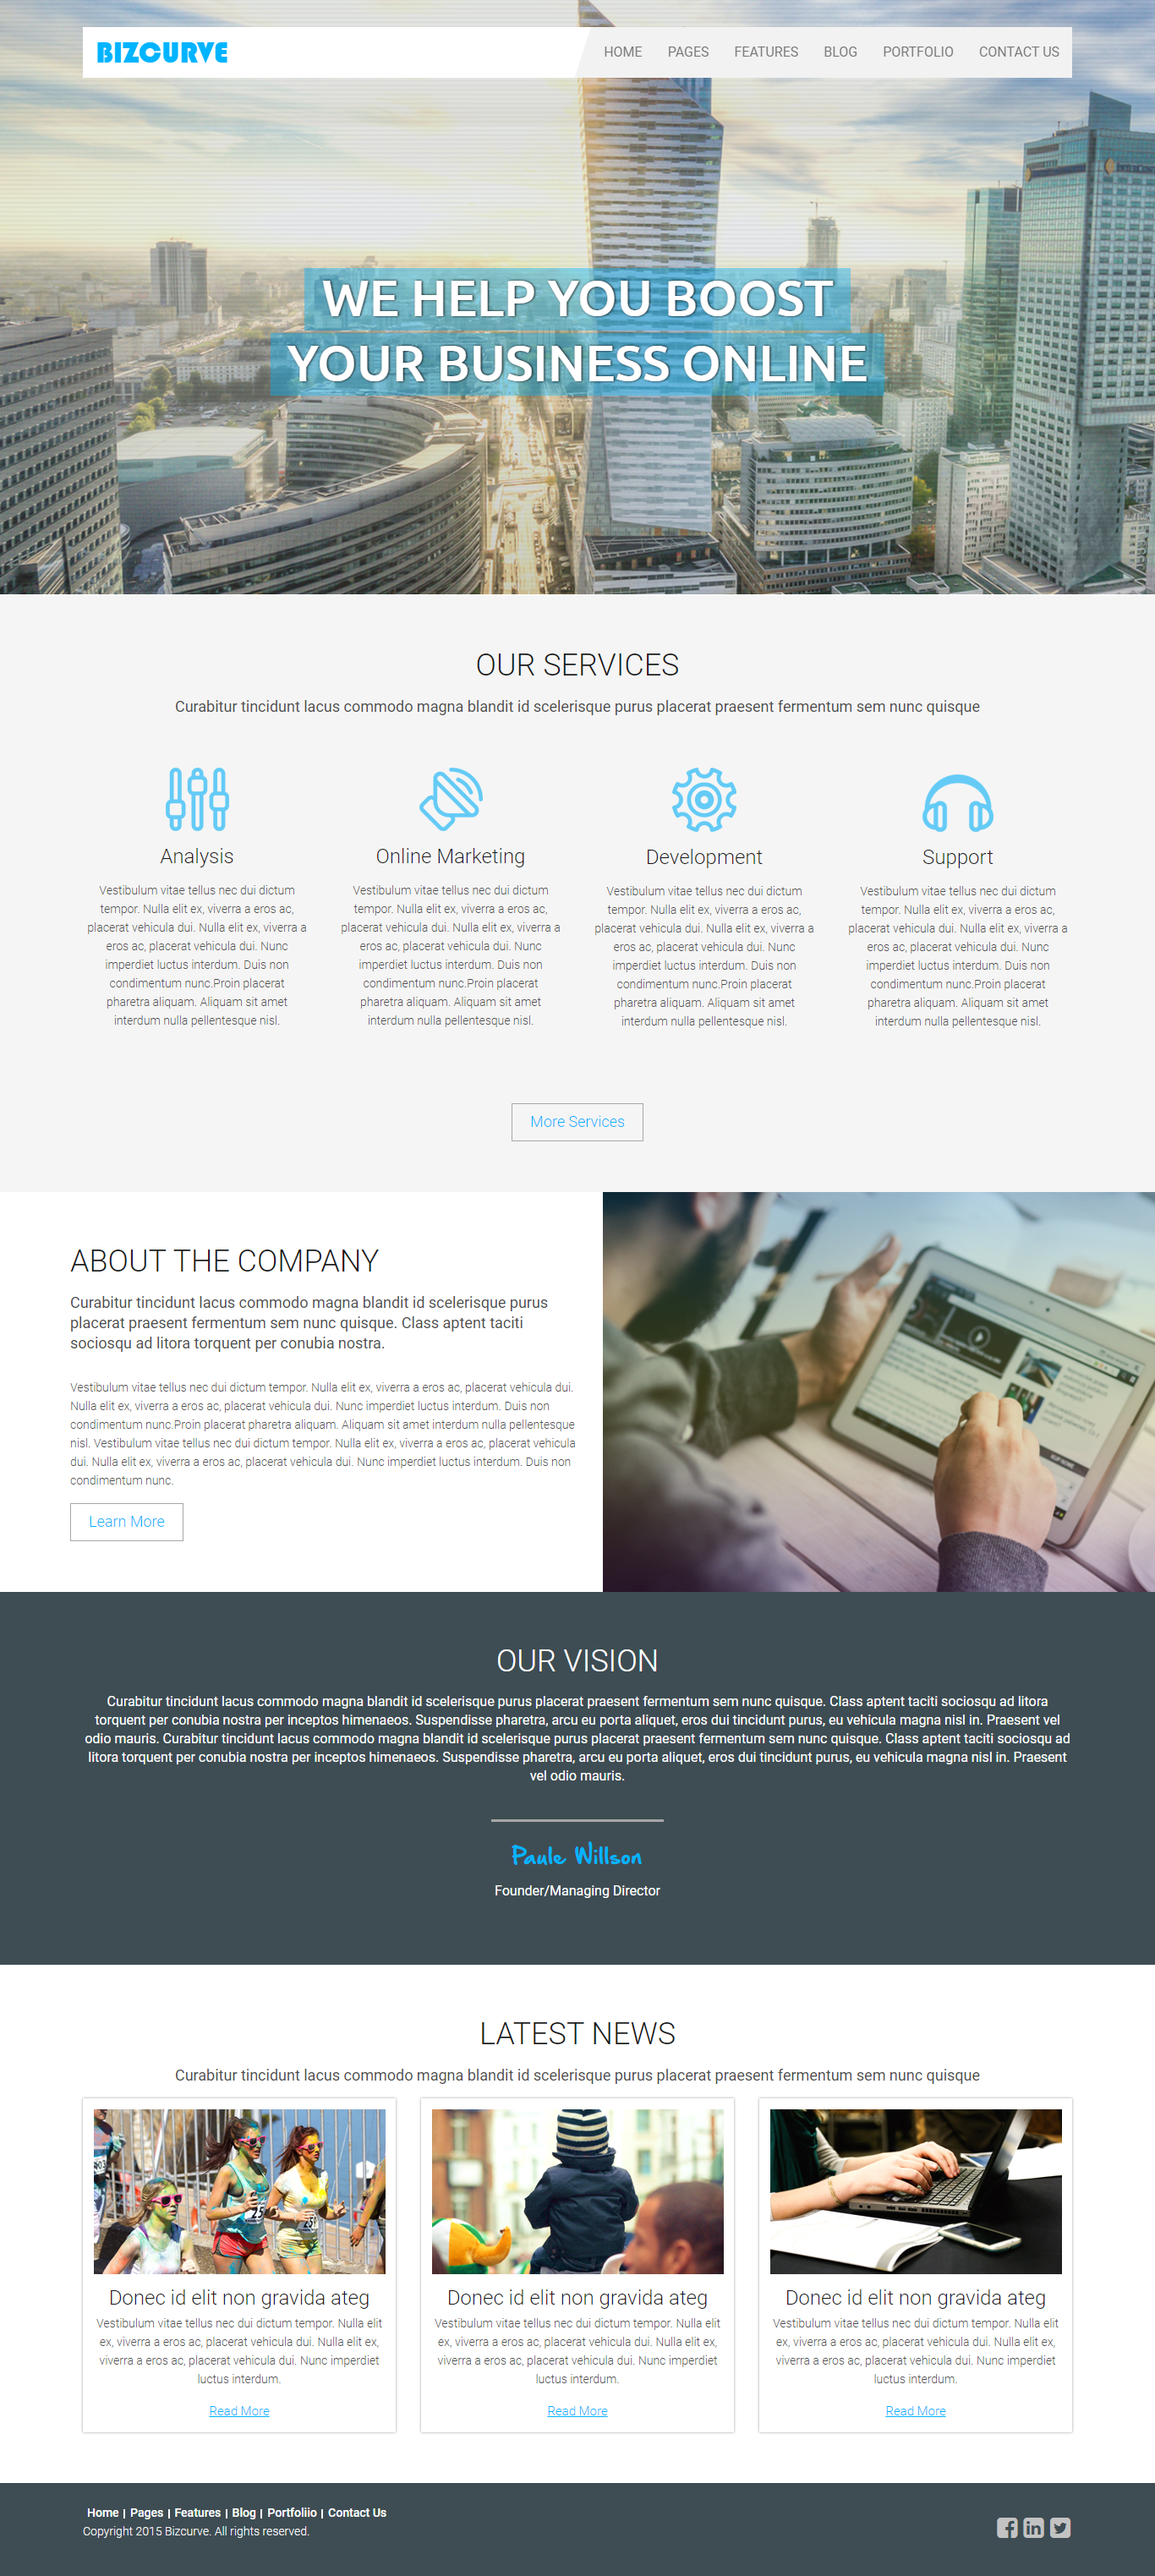 BIZCURVE
HOME PAGES FEATURES BLOG PORTFOLIO CONTACT US
WE HELP YOU BOOST
YOUR BUSINESS ONLINE
OUR SERVICES
Curabitur tincidunt lacus commodo magna blandit id scelerisque purus placerat praesent fermentum sem nunc quisque
Analysis
Vestibulum vitae tellus nec dui dictum
tempor. Nulla elit ex, viverra a eros ac,
placerat vehicula dui. Nulla elit ex, viverra a
eros ac, placerat vehicula dui. Nunc
imperdiet luctus interdum. Duis non
condimentum nunc.Proin placerat
pharetra aliquam. Aliquam sit amet
interdum nulla pellentesque nisl.
Online Marketing
Vestibulum vitae tellus nec dui dictum
tempor. Nulla elit ex, viverra a eros ac,
placerat vehicula dui. Nulla elit ex, viverra a
eros ac, placerat vehicula dui. Nunc
imperdiet luctus interdum. Duis non
condimentum nunc.Proin placerat
pharetra aliquam. Aliquam sit amet
interdum nulla pellentesque nisl.
Development
Vestibulum vitae tellus nec dui dictum
tempor. Nulla elit ex, viverra a eros ac,
placerat vehicula dui. Nulla elit ex, viverra a
eros ac, placerat vehicula dui. Nunc
imperdiet luctus interdum. Duis non
condimentum nunc.Proin placerat
pharetra aliquam. Aliquam sit amet
interdum nulla pellentesque nisl.
Support
Vestibulum vitae tellus nec dui dictum
tempor. Nulla elit ex, viverra a eros ac,
placerat vehicula dui. Nulla elit ex, viverra a
eros ac, placerat vehicula dui. Nunc
imperdiet luctus interdum. Duis non
condimentum nunc.Proin placerat
pharetra aliquam. Aliquam sit amet
interdum nulla pellentesque nisl.
More Services
ABOUT THE COMPANY
Curabitur tincidunt lacus commodo magna blandit id scelerisque purus
placerat praesent fermentum sem nunc quisque. Class aptent taciti
sociosqu ad litora torquent per conubia nostra.
Vestibulum vitae tellus nec dui dictum tempor. Nulla elit ex, viverra a eros ac, placerat vehicula dui.
Nulla elit ex, viverra a eros ac, placerat vehicula dui. Nunc imperdiet luctus interdum. Duis non
condimentum nunc.Proin placerat pharetra aliquam. Aliquam sit amet interdum nulla pellentesque
nisl. Vestibulum vitae tellus nec dui dictum tempor. Nulla elit ex, viverra a eros ac, placerat vehicula
dui. Nulla elit ex, viverra a eros ac, placerat vehicula dui. Nunc imperdiet luctus interdum. Duis non
condimentum nunc.
Learn More
OUR VISION
Curabitur tincidunt lacus commodo magna blandit id scelerisque purus placerat praesent fermentum sem nunc quisque. Class aptent taciti sociosqu ad litora
torquent per conubia nostra per inceptos himenaeos. Suspendisse pharetra, arcu eu porta aliquet, eros dui tincidunt purus, eu vehicula magna nisl in. Praesent vel
odio mauris. Curabitur tincidunt lacus commodo magna blandit id scelerisque purus placerat praesent fermentum sem nunc quisque. Class aptent taciti sociosqu ad
litora torquent per conubia nostra per inceptos himenaeos. Suspendisse pharetra, arcu eu porta aliquet, eros dui tincidunt purus, eu vehicula magna nisl in. Praesent
vel odio mauris.
Paule Willson
Founder/Managing Director
LATEST NEWS
Curabitur tincidunt lacus commodo magna blandit id scelerisque purus placerat praesent fermentum sem nunc quisque
Donec id elit non gravida ateg
Vestibulum vitae tellus nec dui dictum tempor. Nulla elit
ex, viverra a eros ac, placerat vehicula dui. Nulla elit ex,
viverra a eros ac, placerat vehicula dui. Nunc imperdiet
luctus interdum.
Read More
Donec id elit non gravida ateg
Vestibulum vitae tellus nec dui dictum tempor. Nulla elit
ex, viverra a eros ac, placerat vehicula dui. Nulla elit ex,
viverra a eros ac, placerat vehicula dui. Nunc imperdiet
luctus interdum.
Read More
Donec id elit non gravida ateg
Vestibulum vitae tellus nec dui dictum tempor. Nulla elit
ex, viverra a eros ac, placerat vehicula dui. Nulla elit ex,
viverra a eros ac, placerat vehicula dui. Nunc imperdiet
luctus interdum.
Read More
Home | Pages | Features | Blog | Portfoliio | Contact Us
Copyright 2015 Bizcurve. All rights reserved.